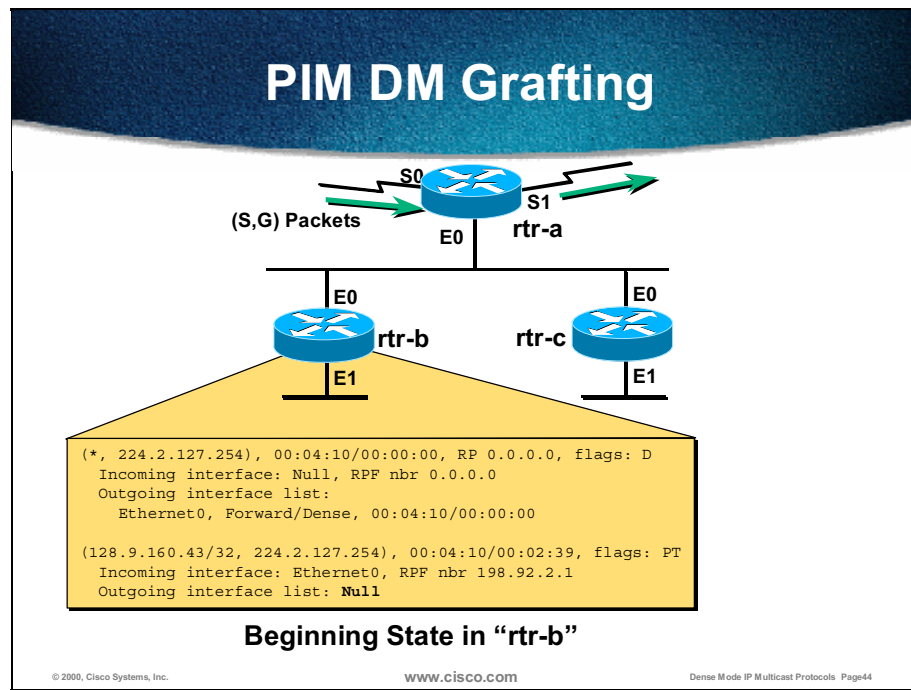 PIM DM Grafting
S0
(S,G) Packets
S1
E0
rtr-a
E0
E0
rtr-b
rtr-c
E1
E1
(*, 224.2.127.254), 00:04:10/00:00:00, RP 0.0.0.0, flags: D
Incoming interface: Null, RPF nbr 0.0.0.0
Outgoing interface list:
Ethernet0, Forward/Dense, 00:04:10/00:00:00
(128.9.160.43/32, 224.2.127.254), 00:04:10/00:02:39, flags: PT
Incoming interface: Ethernet0, RPF nbr 198.92.2.1
Outgoing interface list: Null
Beginning State in “rtr-b”
© 2000, Cisco Systems, Inc.
www.cisco.com
Dense Mode IP Multicast Protocols Page44